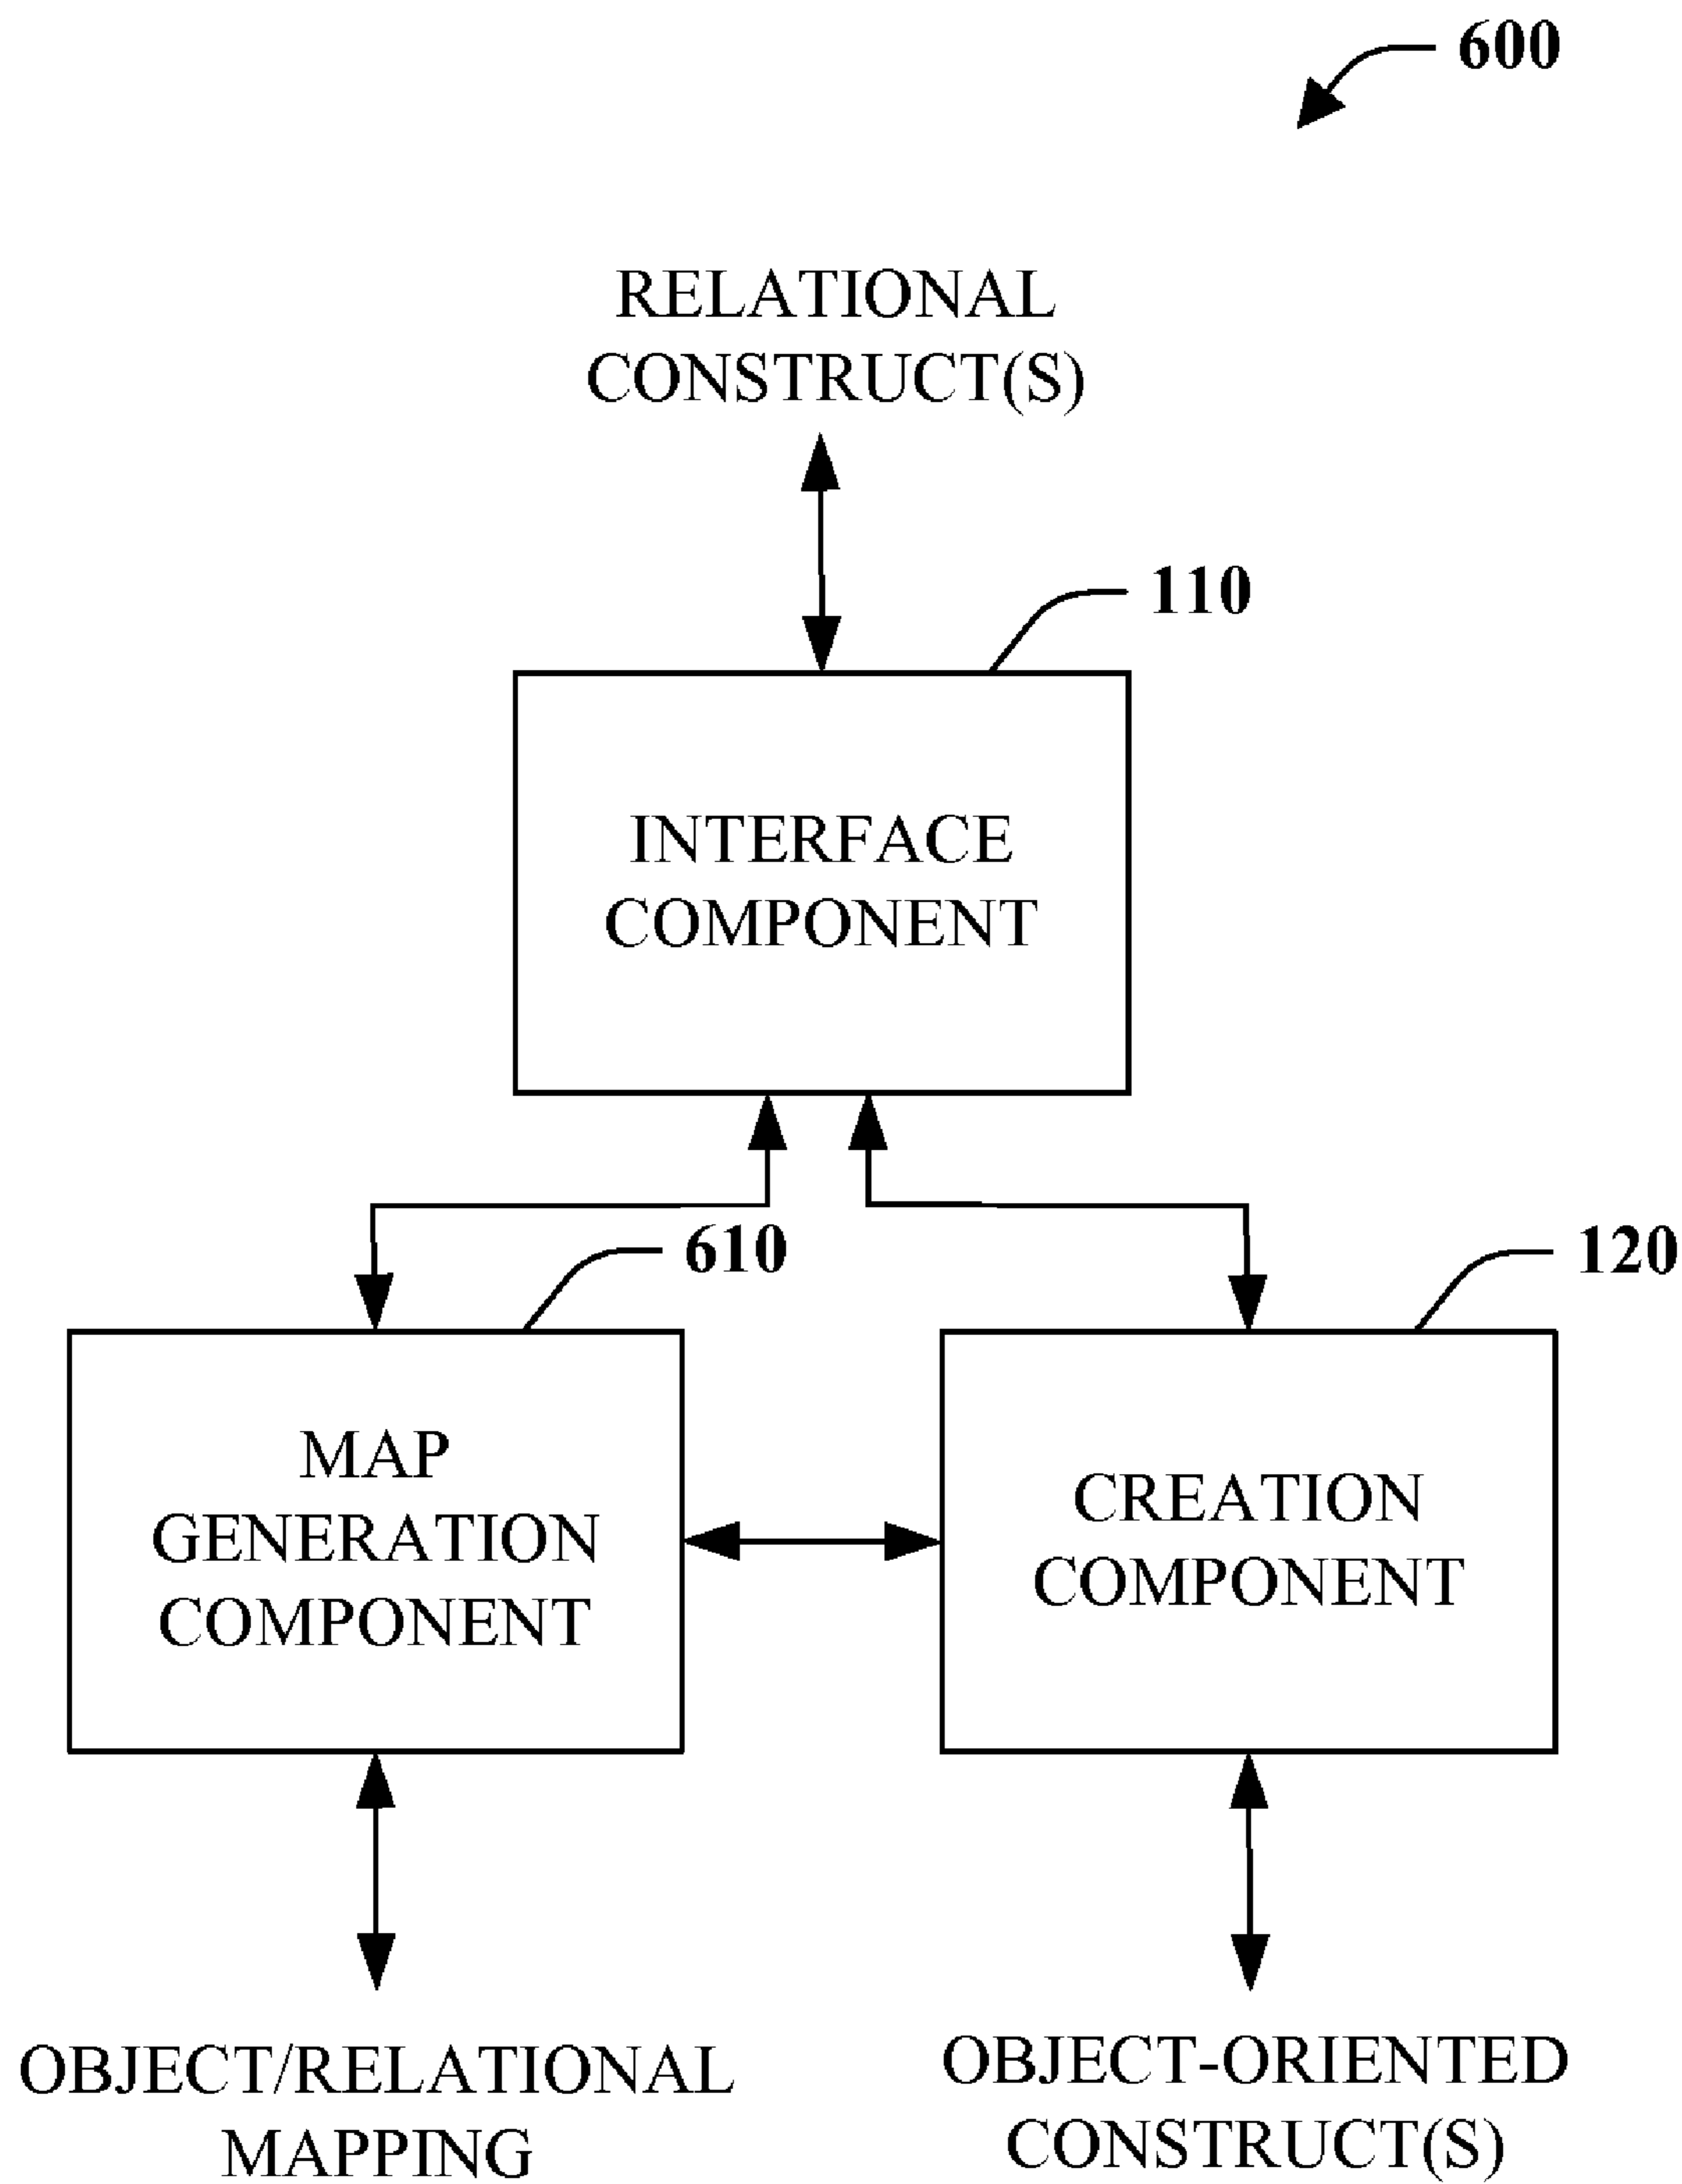 600
RELATIONAL
CONSTRUCT(S)
110
INTERFACE
COMPONENT
610
120
MAP
GENERATION
COMPONENT
CREATION
COMPONENT
OBJECT/RELATIONAL
MAPPING
OBJECT-ORIENTED
CONSTRUCT(S)